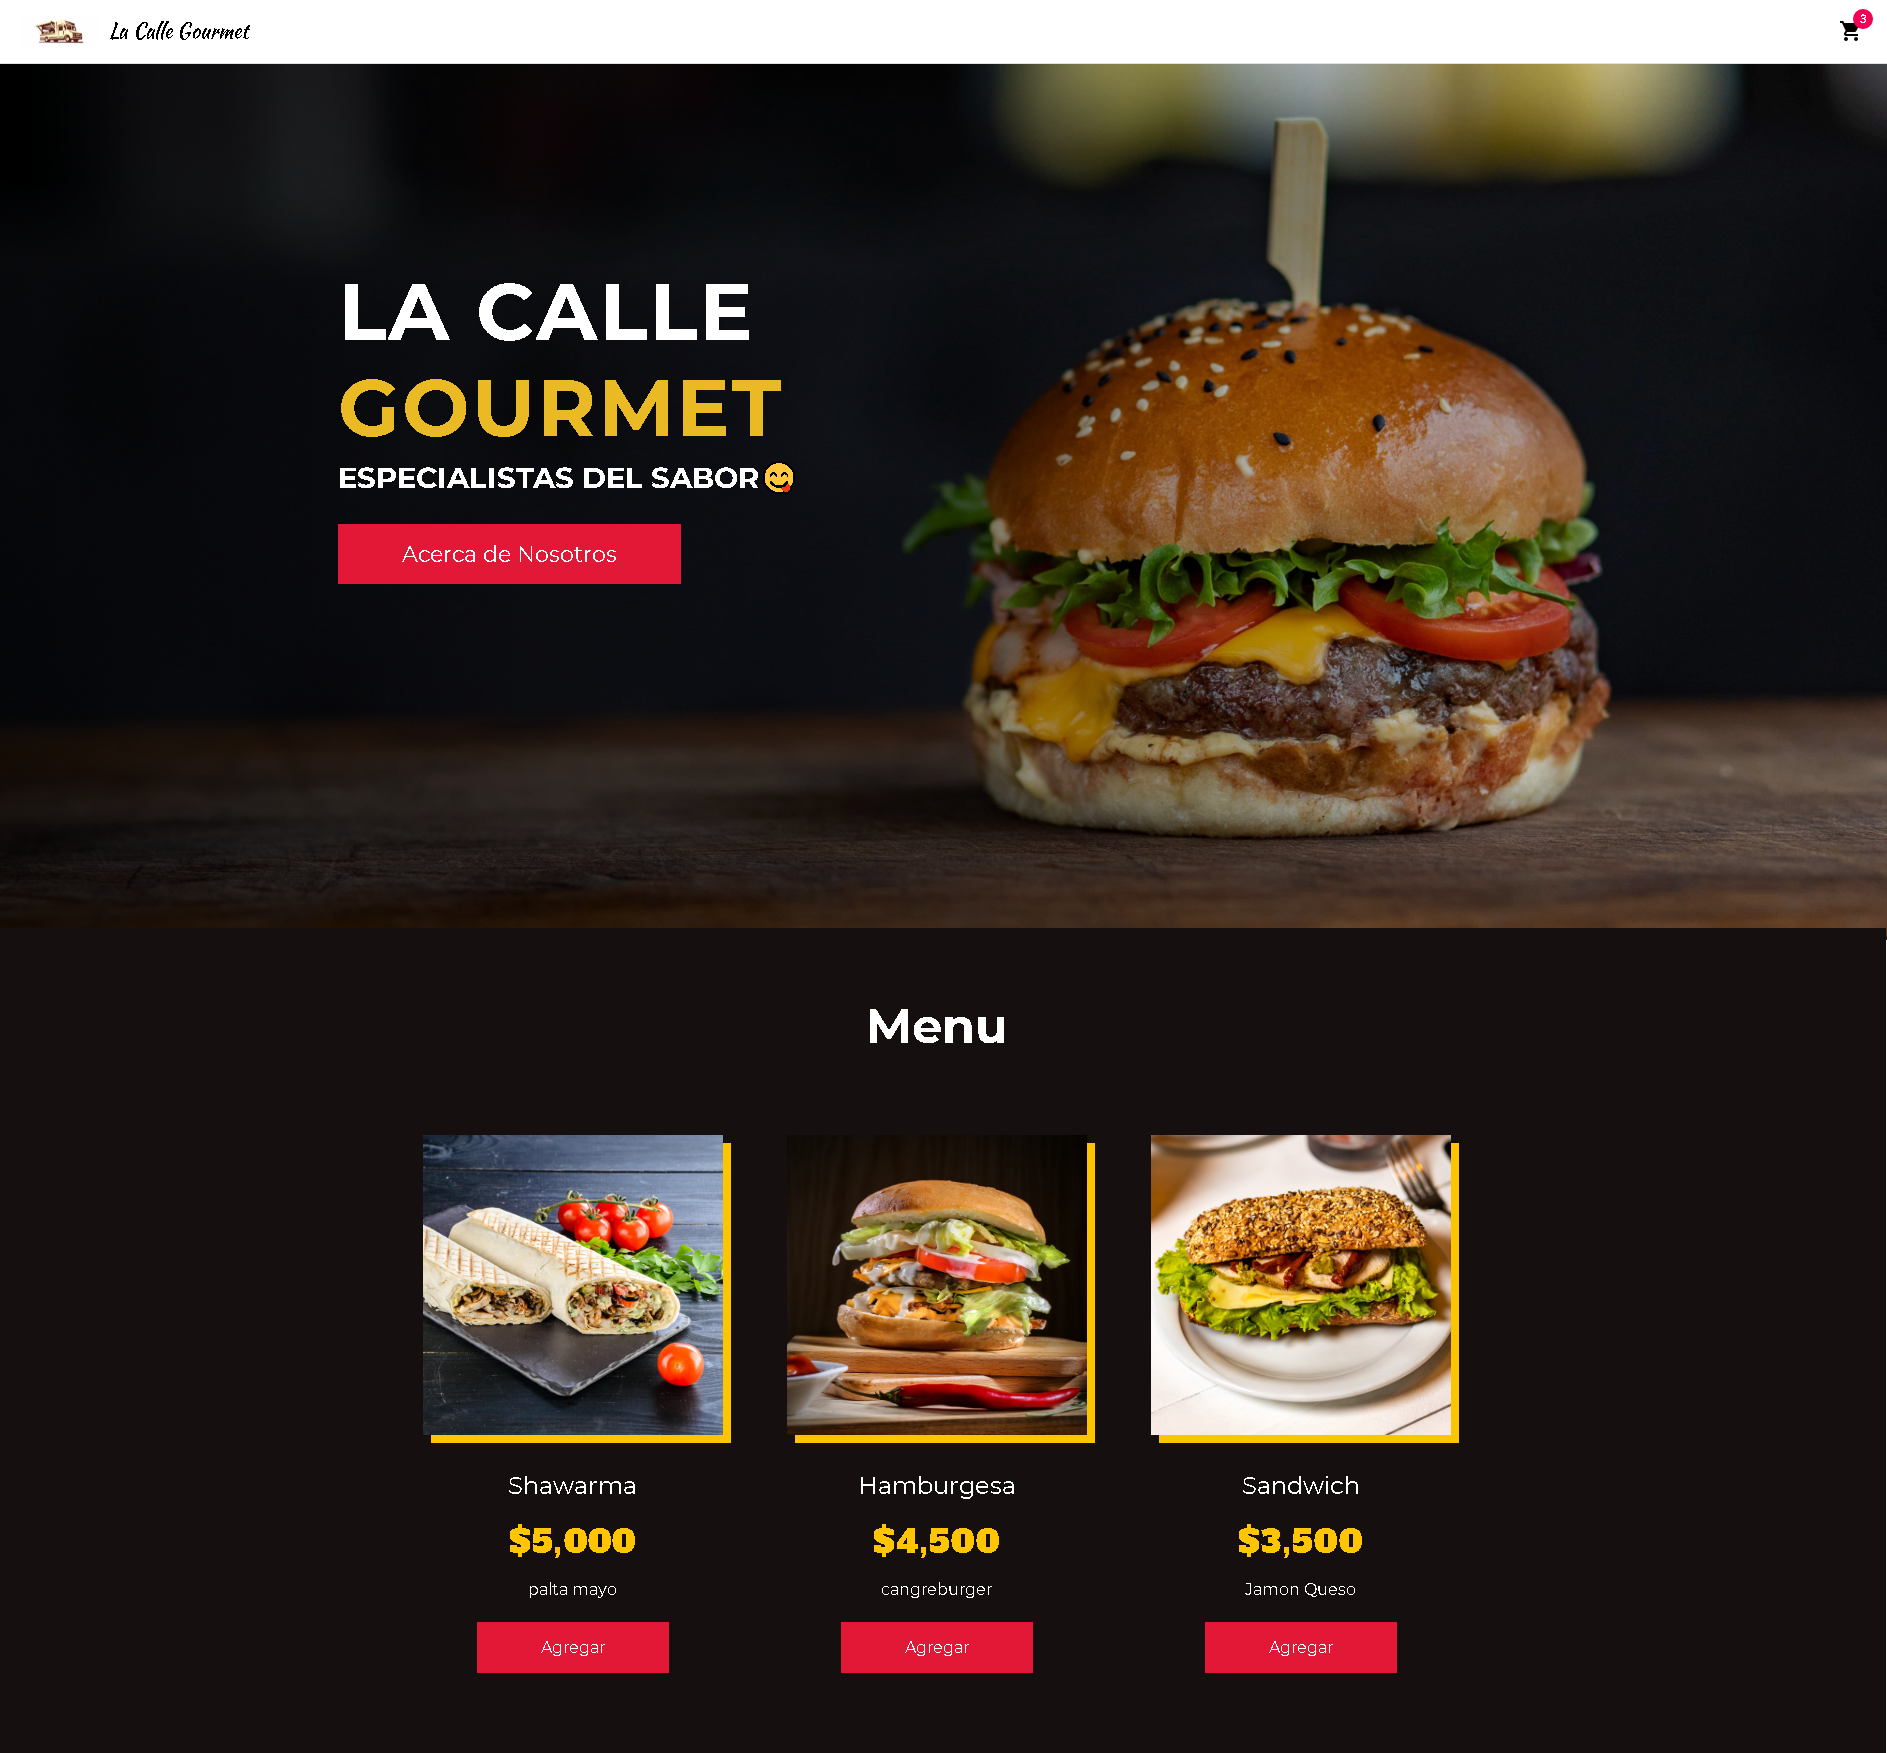 La Calle Gourmet
3
LA CALLE
GOURMET
ESPECIALISTAS DEL SABOR😋
Acerca de Nosotros
Menu
Shawarma
$5,000
palta mayo
Agregar
Hamburgesa
$4,500
cangreburger
Agregar
Sandwich
$3,500
Jamon Queso
Agregar